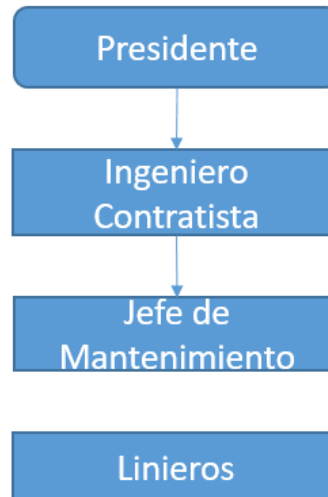 Presidente
Ingeniero
Contratista
Jefe de
Mantenimiento
Linieros